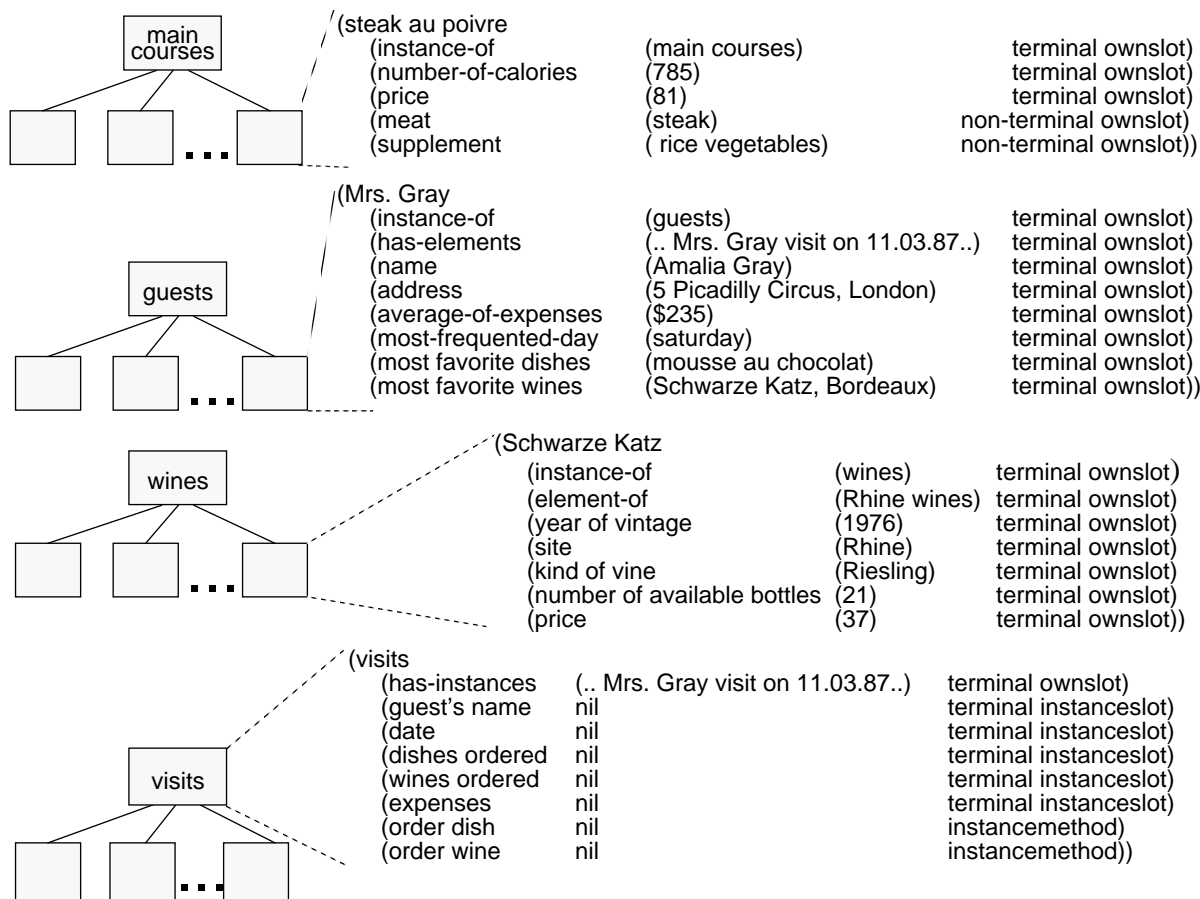 main
courses
(steak au poivre
(instance-of (main courses) terminal ownslot)
(number-of-calories (785) terminal ownslot)
(price (81) terminal ownslot)
(meat (steak) non-terminal ownslot)
(supplement ( rice vegetables) non-terminal ownslot))
guests
(Mrs. Gray
(instance-of (guests) terminal ownslot)
(has-elements (.. Mrs. Gray visit on 11.03.87..) terminal ownslot)
(name (Amalia Gray) terminal ownslot)
(address (5 Picadilly Circus, London) terminal ownslot)
(average-of-expenses ($235) terminal ownslot)
(most-frequented-day (saturday) terminal ownslot)
(most favorite dishes (mousse au chocolat) terminal ownslot)
(most favorite wines (Schwarze Katz, Bordeaux) terminal ownslot))
wines
(Schwarze Katz
(instance-of (wines) terminal ownslot)
(element-of (Rhine wines) terminal ownslot)
(year of vintage (1976) terminal ownslot)
(site (Rhine) terminal ownslot)
(kind of vine (Riesling) terminal ownslot)
(number of available bottles (21) terminal ownslot)
(price (37) terminal ownslot))
visits
(visits
(has-instances (.. Mrs. Gray visit on 11.03.87..) terminal ownslot)
(guest's name nil terminal instanceslot)
(date nil terminal instanceslot)
(dishes ordered nil terminal instanceslot)
(wines ordered nil terminal instanceslot)
(expenses nil terminal instanceslot)
(order dish nil instancemethod)
(order wine nil instancemethod))